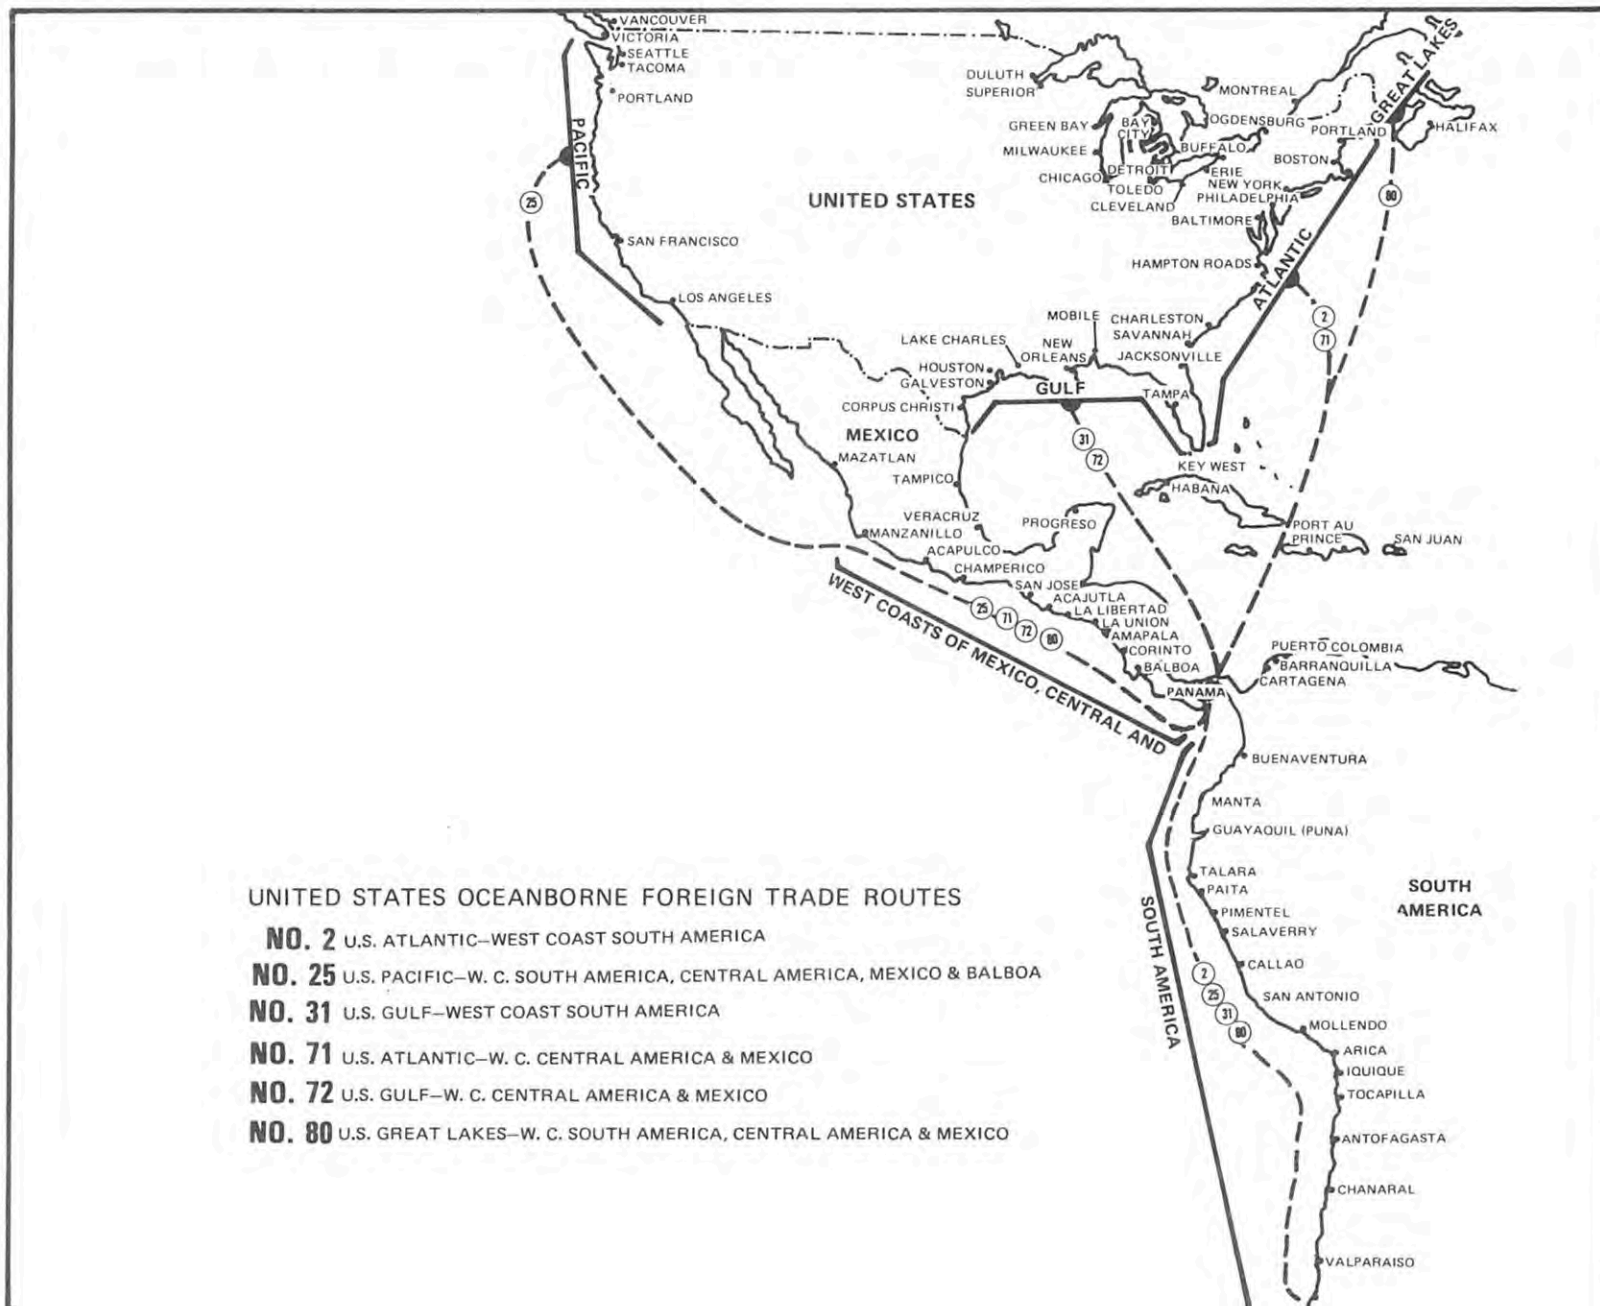 VANCOUVER
VICTORIA
SEATTLE
TACOMA
PORTLAND
PACIFIC
25
SAN FRANCISCO
LOS ANGELES
UNITED STATES
DULUTH
SUPERIOR
GREEN BAY
MILWAUKEE
CHICAGO
BAY
CITY
DETROIT
TOLEDO
CLEVELAND
MONTREAL
OGDENSBURG
BUFFALO
ERIE
NEW YORK
PHILADELPHIA
BALTIMORE
HAMPTON ROADS
PORTLAND
BOSTON
GREAT LAKES
HALIFAX
80
ATLANTIC
2
71
MOBILE
CHARLESTON
SAVANNAH
JACKSONVILLE
LAKE CHARLES
NEW
ORLEANS
HOUSTON
GALVESTON
GULF
TAMPA
CORPUS CHRISTI
MEXICO
31
72
MAZATLAN
KEY WEST
TAMPICO
HABANA
VERACRUZ
PROGRESO
MANZANILLO
PORT AU
PRINCE
SAN JUAN
ACAPULCO
CHAMPERICO
SAN JOSE
ACAJUTLA
LA LIBERTAD
LA UNION
AMAPALA
CORINTO
BALBOA
PANAMA
25
71
72
80
WEST COASTS OF MEXICO, CENTRAL AND
PUERTO COLOMBIA
BARRANQUILLA
CARTAGENA
BUENAVENTURA
MANTA
GUAYAQUIL (PUNA)
TALARA
PAITA
PIMENTEL
SALAVERRY
CALLAO
SAN ANTONIO
MOLLENDO
ARICA
IQUIQUE
TOCAPILLA
ANTOFAGASTA
CHANARAL
VALPARAISO
SOUTH AMERICA
2
25
31
80
SOUTH
AMERICA
UNITED STATES OCEANBORNE FOREIGN TRADE ROUTES
NO. 2 U.S. ATLANTIC–WEST COAST SOUTH AMERICA
NO. 25 U.S. PACIFIC–W. C. SOUTH AMERICA, CENTRAL AMERICA, MEXICO & BALBOA
NO. 31 U.S. GULF–WEST COAST SOUTH AMERICA
NO. 71 U.S. ATLANTIC–W. C. CENTRAL AMERICA & MEXICO
NO. 72 U.S. GULF–W. C. CENTRAL AMERICA & MEXICO
NO. 80 U.S. GREAT LAKES–W. C. SOUTH AMERICA, CENTRAL AMERICA & MEXICO